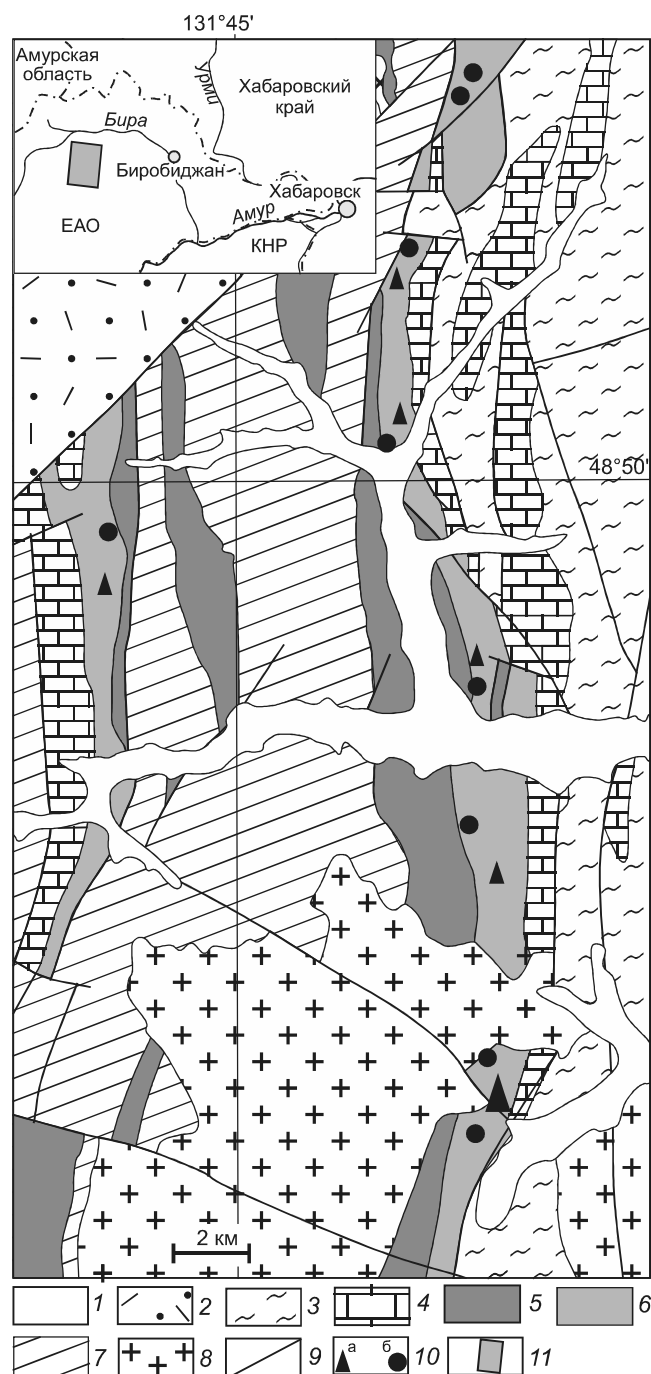 131°45'
Амурская
область
Урми
Хабаровский
край
Бира
Биробиджан
Хабаровск
Амур
ЕАО
КНР
48°50'
2 км
1 2 3 4 5 6
7 8 9 а б 10 11